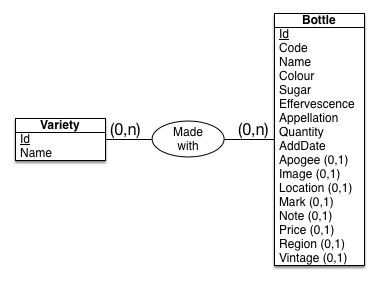 Bottle
Id
Code
Name
Colour
Sugar
Effervescence
Appellation
Quantity
AddDate
Apogee (0,1)
Image (0,1)
Location (0,1)
Mark (0,1)
Note (0,1)
Price (0,1)
Region (0,1)
Vintage (0,1)
Variety
Id
Name
(0,n)
Made
with
(0,n)